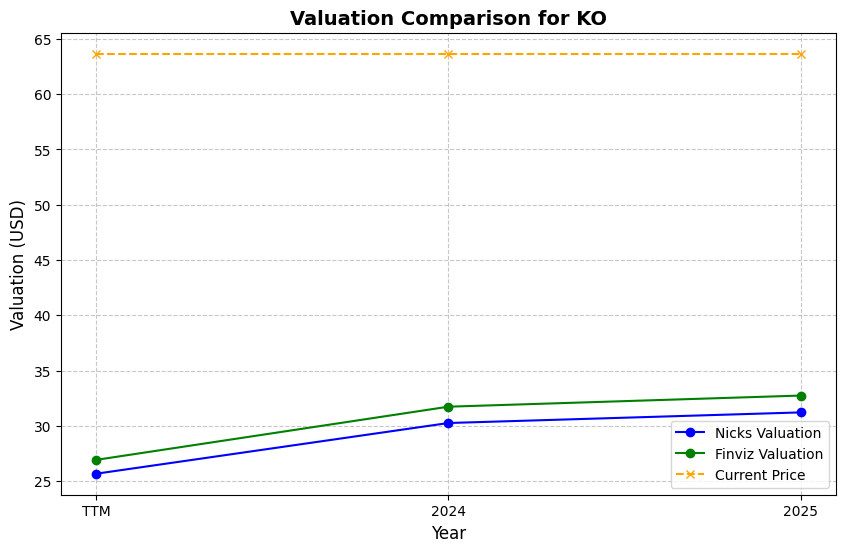 Valuation Comparison for KO
65
60
55
50
45
40
35
30
25
Valuation (USD)
TTM
2024
2025
Year
Nicks Valuation
Finviz Valuation
Current Price